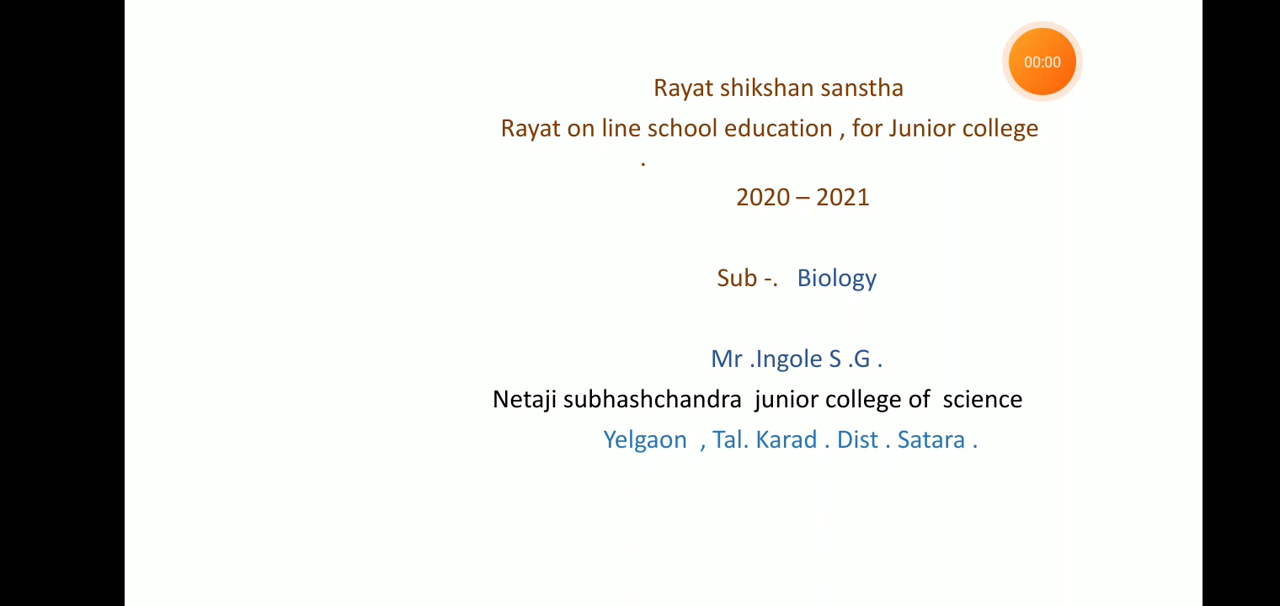 00:00
Rayat shikshan sanstha
Rayat on line school education , for Junior college
.
2020 – 2021
Sub -. Biology
Mr .Ingole S .G .
Netaji subhashchandra junior college of science
Yelgaon , Tal. Karad . Dist . Satara .